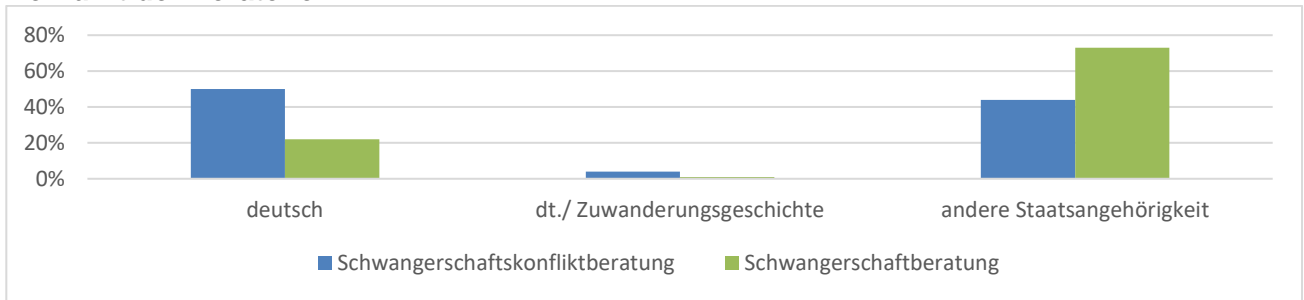 80%
60%
40%
20%
0%
deutsch
dt./ Zuwanderungsgeschichte
andere Staatsangehörigkeit
Schwangerschaftskonfliktberatung
Schwangerschaftberatung